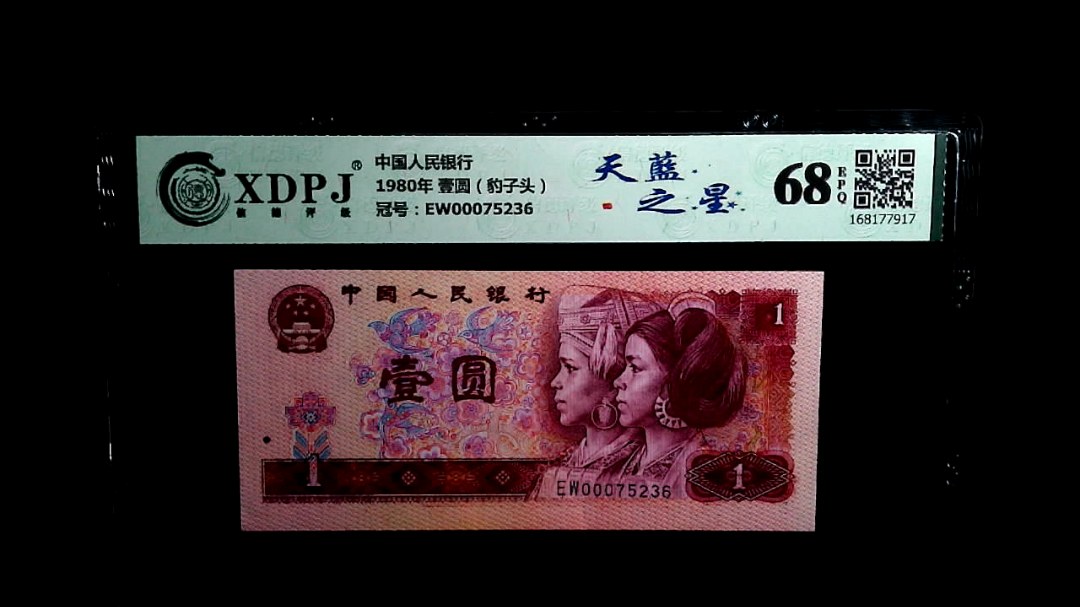 XDPJ®
中国人民银行
1980年 壹圆（豹子头）
冠号：EW00075236
天藍
之星
68
EPQ
168177917
中国人民银行
1
壹圆
1
EW00075236
1